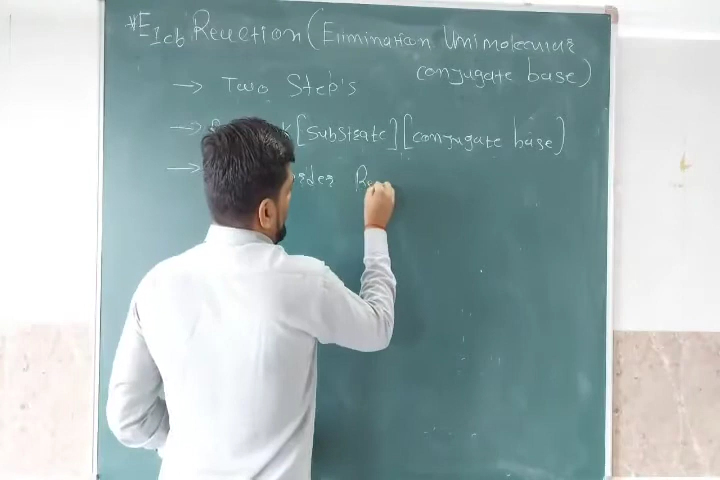 *E1cb Reaction (Elimination Unimolecular
conjugate base)
→ Two Step's
→ K[substrate][conjugate base)
→ order